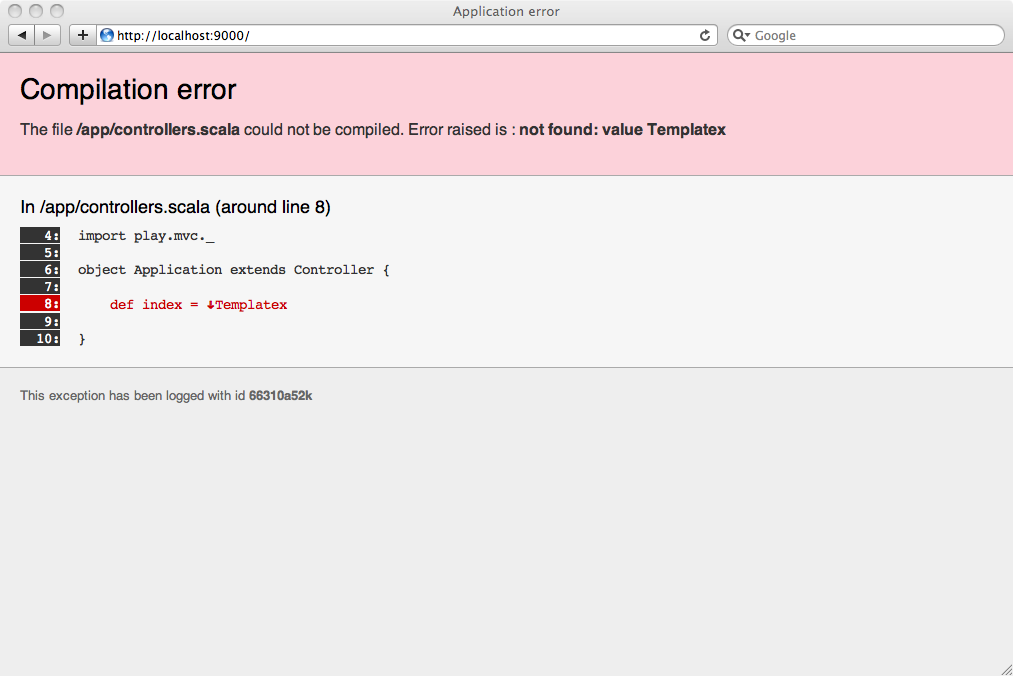 Application error
http://localhost:9000/
Google
Compilation error
The file /app/controllers.scala could not be compiled. Error raised is : not found: value Templatex
In /app/controllers.scala (around line 8)
4: import play.mvc._
5:
6: object Application extends Controller {
7:
8: def index = ↓Templatex
9:
10: }
This exception has been logged with id 66310a52k